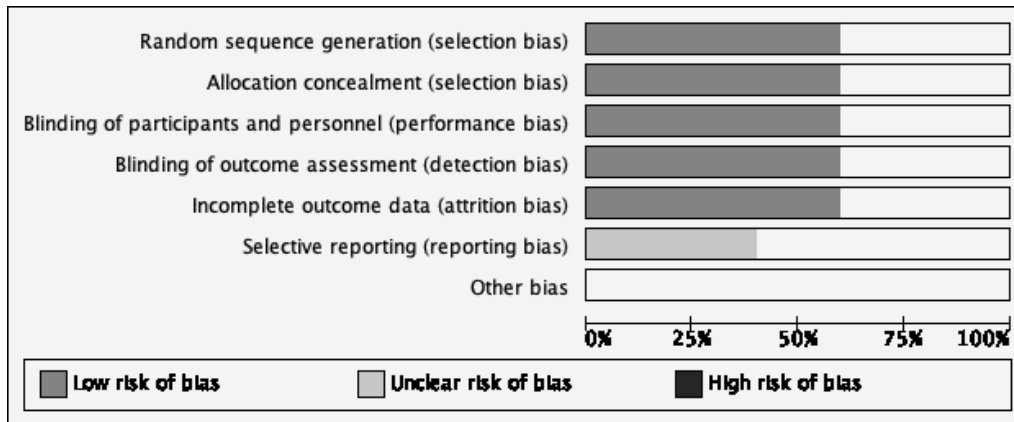 Random sequence generation (selection bias)
Allocation concealment (selection bias)
Blinding of participants and personnel (performance bias)
Blinding of outcome assessment (detection bias)
Incomplete outcome data (attrition bias)
Selective reporting (reporting bias)
Other bias
0% 25% 50% 75% 100%
Low risk of bias Unclear risk of bias High risk of bias